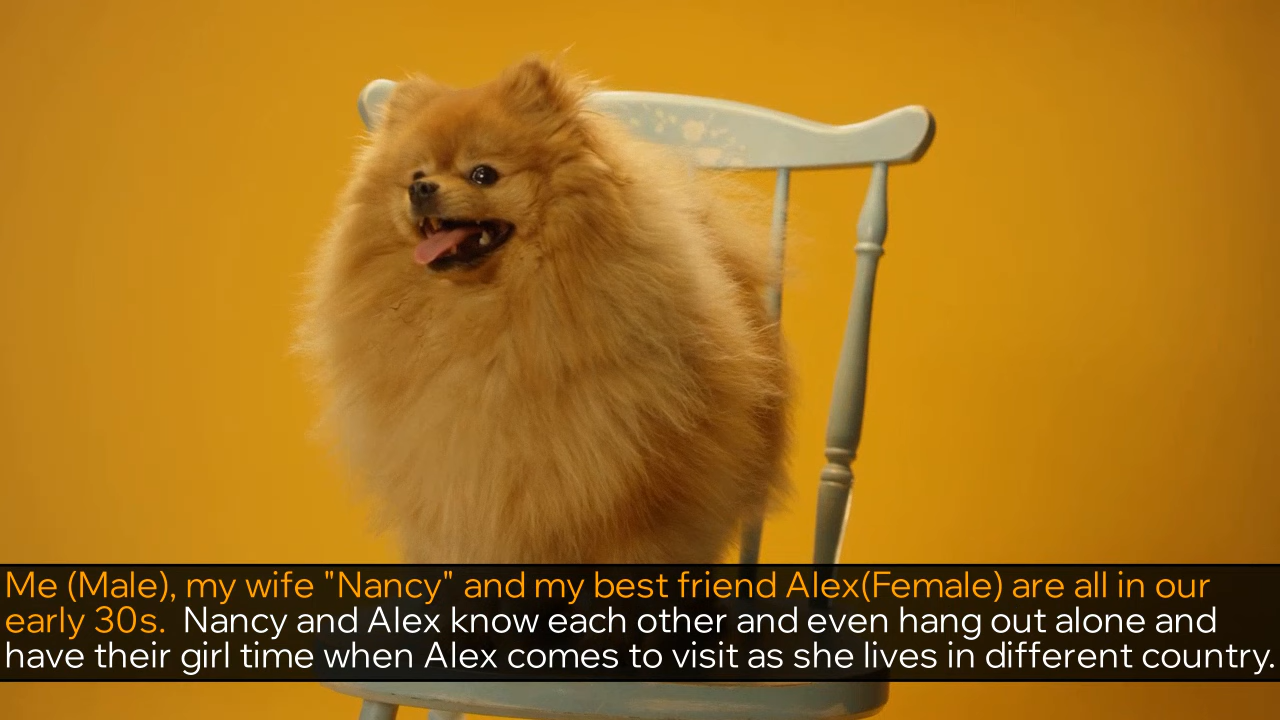 Me (Male), my wife "Nancy" and my best friend Alex(Female) are all in our
early 30s.  Nancy and Alex know each other and even hang out alone and
have their girl time when Alex comes to visit as she lives in different country.